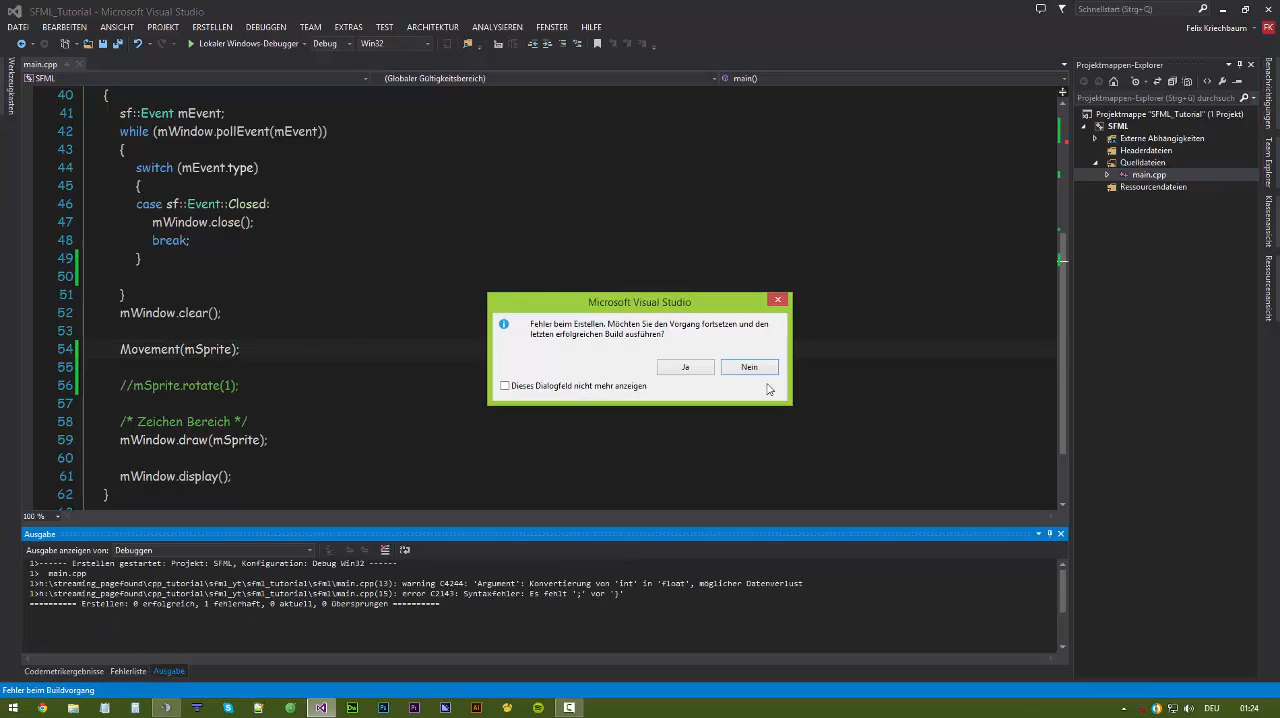 SFML_Tutorial - Microsoft Visual Studio
Schnellstart (Strg+Q)
DATEI BEARBEITEN ANSICHT PROJEKT ERSTELLEN DEBUGGEN TEAM EXTRAS TEST ARCHITEKTUR ANALYSIEREN FENSTER HILFE
Felix Kriechbaum FK
Lokaler Windows-Debugger Debug Win32
Werkzeugkasten
main.cpp
SFML (Globaler Gültigkeitsbereich) main()
40 {
41 sf::Event mEvent;
42 while (mWindow.pollEvent(mEvent))
43 {
44 switch (mEvent.type)
45 {
46 case sf::Event::Closed:
47 mWindow.close();
48 break;
49 }
50
51 }
52 mWindow.clear();
53
54 Movement(mSprite);
55
56 //mSprite.rotate(1);
57
58 /* Zeichen Bereich */
59 mWindow.draw(mSprite);
60
61 mWindow.display();
62 }
100 %
Microsoft Visual Studio
Fehler beim Erstellen. Möchten Sie den Vorgang fortsetzen und den
letzten erfolgreichen Build ausführen?
Ja Nein
Dieses Dialogfeld nicht mehr anzeigen
Projektmappen-Explorer
Projektmappen-Explorer (Strg+ü) durchsuch
Projektmappe "SFML_Tutorial" (1 Projekt)
SFML
Externe Abhängigkeiten
Headerdateien
Quelldateien
main.cpp
Ressourcendateien
Benachrichtigungen
Team Explorer
Klassenansicht
Ressourcenansicht
Ausgabe
Ausgabe anzeigen von: Debuggen
1>------ Erstellen gestartet: Projekt: SFML, Konfiguration: Debug Win32 ------
1> main.cpp
1>h:\streaming_pagefound\cpp_tutorial\sfml_yt\sfml_tutorial\sfml\main.cpp(13): warning C4244: 'Argument': Konvertierung von 'int' in 'float', möglicher Datenverlust
1>h:\streaming_pagefound\cpp_tutorial\sfml_yt\sfml_tutorial\sfml\main.cpp(15): error C2143: Syntaxfehler: Es fehlt ';' vor '}'
========== Erstellen: 0 erfolgreich, 1 fehlerhaft, 0 aktuell, 0 übersprungen ==========
Codemetrikergebnisse Fehlerliste Ausgabe
Fehler beim Buildvorgang
DEU 01:24